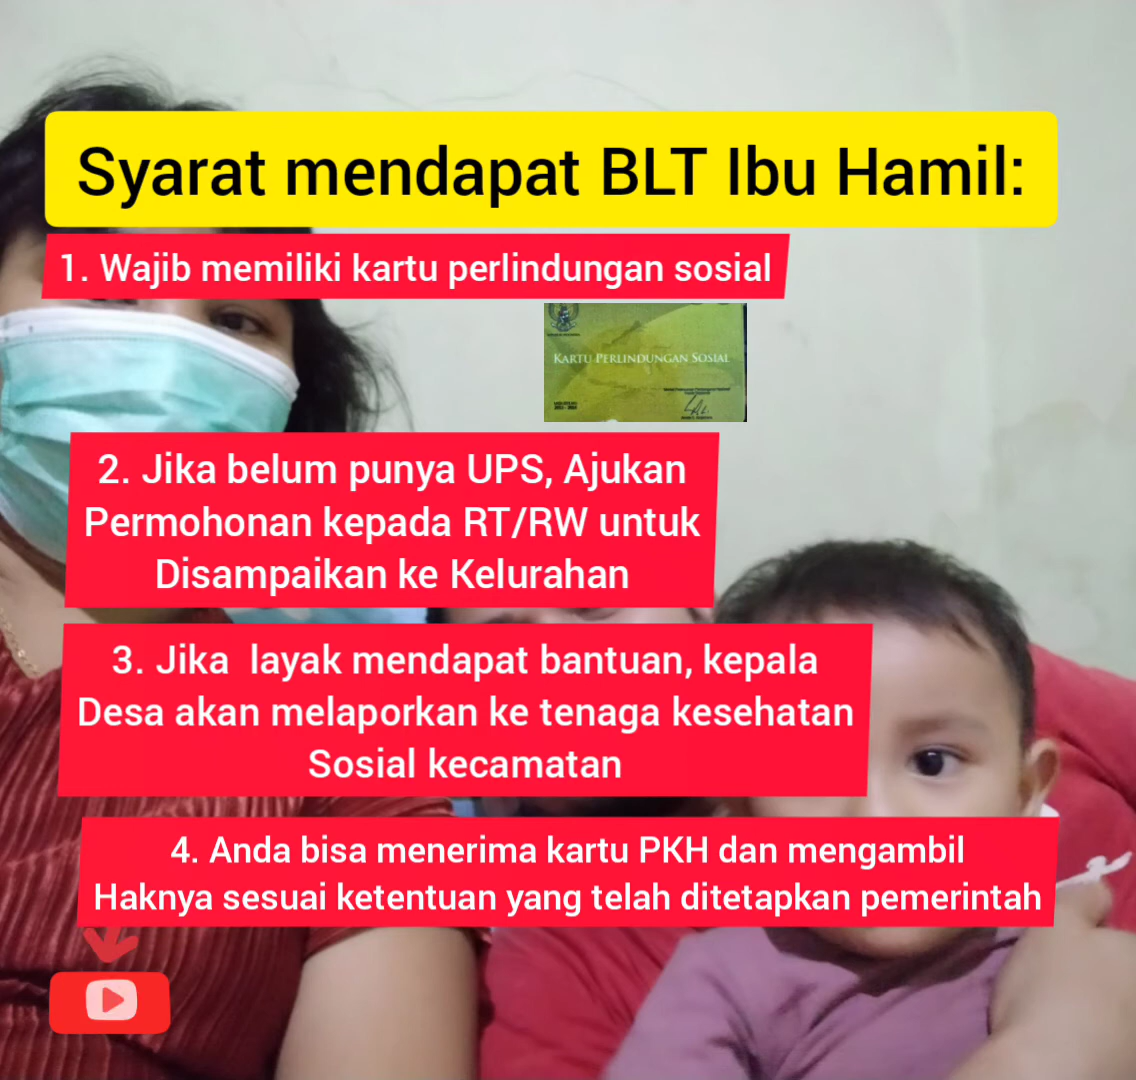 Syarat mendapat BLT Ibu Hamil:
1. Wajib memiliki kartu perlindungan sosial
KARTU PERLINDUNGAN SOSIAL
2. Jika belum punya UPS, Ajukan
Permohonan kepada RT/RW untuk
Disampaikan ke Kelurahan
3. Jika layak mendapat bantuan, kepala
Desa akan melaporkan ke tenaga kesehatan
Sosial kecamatan
4. Anda bisa menerima kartu PKH dan mengambil
Haknya sesuai ketentuan yang telah ditetapkan pemerintah